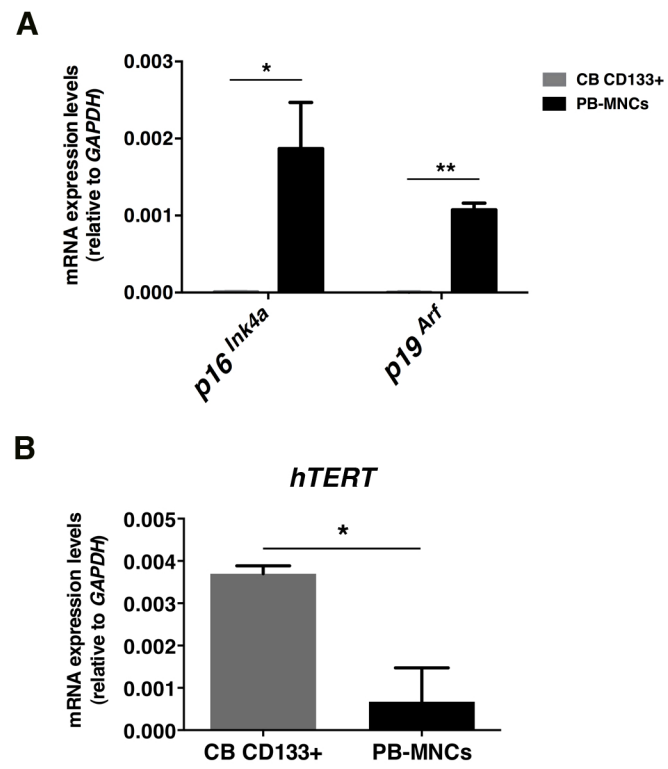 A
mRNA expression levels
(relative to GAPDH)
0.003
0.002
0.001
0.000
*
**
CB CD133+
PB-MNCs
p16 Ink4a
p19 Arf
B
hTERT
mRNA expression levels
(relative to GAPDH)
0.005
0.004
0.003
0.002
0.001
0.000
*
CB CD133+
PB-MNCs